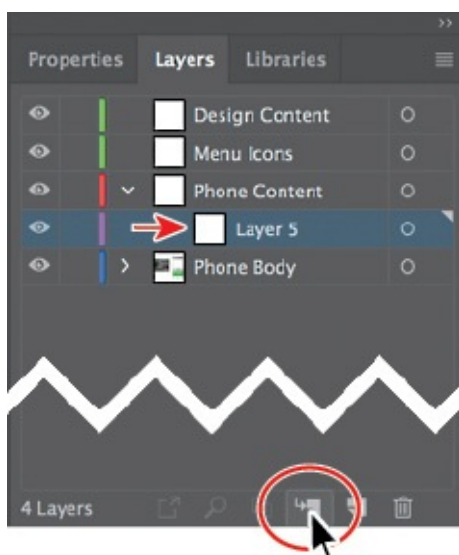 Properties Layers Libraries
Design Content
Menu Icons
Phone Content
Layer 5
Phone Body
4 Layers